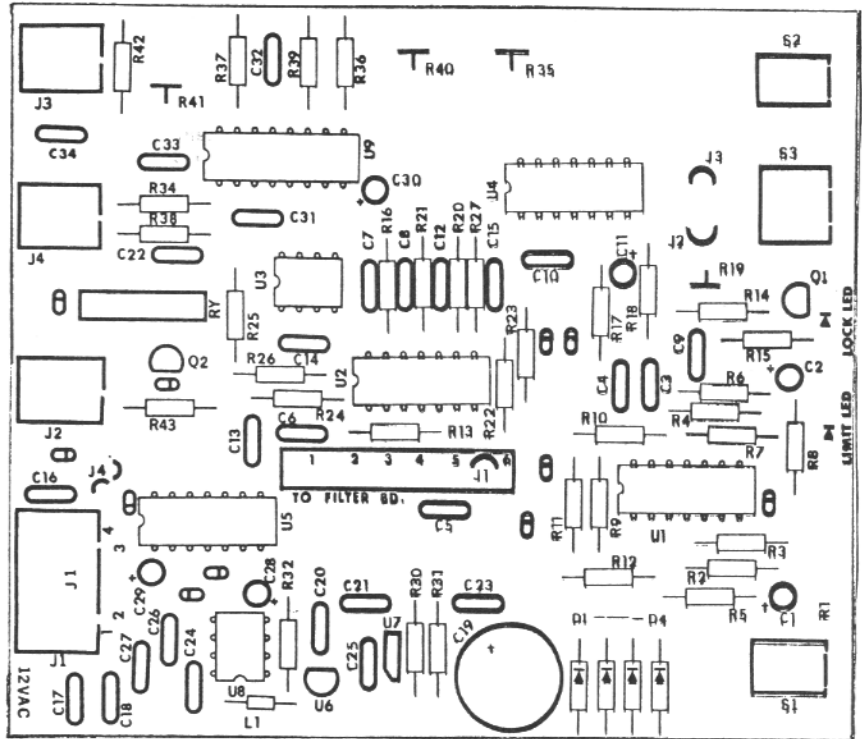 R42
R37
C32
R39
R36
R40
R35
S2
J3
R41
C34
C33
U9
C30
U4
J3
S3
R34
R38
C31
C7
R16
C8
R21
C12
R20
R27
C15
J4
C22
U3
C10
C11
J2
R19
RY
R25
R23
R17
R18
R14
Q1
LOCK LED
Q2
C14
R26
U2
R22
C9
R15
C2
C4
C3
R6
R4
R43
R24
C6
R13
R10
R7
R8
LIMIT LED
J2
C13
1 2 3 4 5 6
J1
TO FILTER BD.
C16
J4
U5
C5
R11
R9
U1
4
3
J1
2
1
J1
12VAC
C29
C28
R32
C20
C21
R30
R31
C23
R12
R3
R2
R5
C1
R1
C27
C26
C24
U8
L1
U6
C25
U7
C19
D1 D4
C17
C18
S1